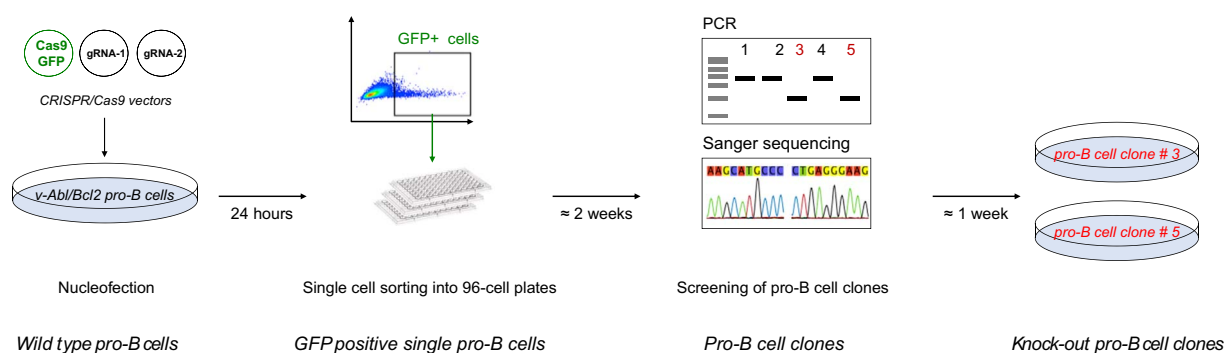 Cas9
GFP
gRNA-1
gRNA-2
CRISPR/Cas9 vectors
v-Abl/Bcl2 pro-B cells
Nucleofection
Wild type pro-B cells
24 hours
GFP+ cells
Single cell sorting into 96-cell plates
GFP positive single pro-B cells
≈ 2 weeks
PCR
1 2 3 4 5
Sanger sequencing
AAGCATGCCC CTGAGGGAAG
Screening of pro-B cell clones
Pro-B cell clones
≈ 1 week
pro-B cell clone # 3
pro-B cell clone # 5
Knock-out pro-B cell clones